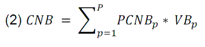 (2) CNB = ∑_{p=1}^{P} PCNB_p * VB_p